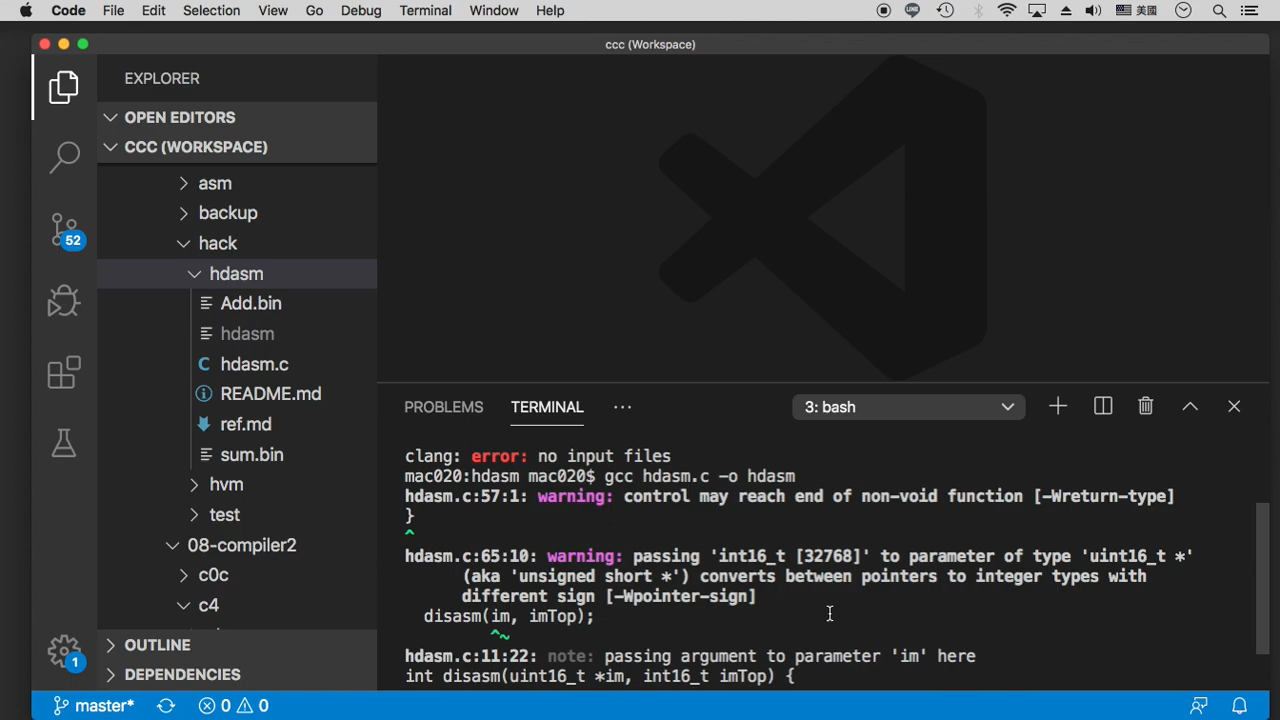 Code File Edit Selection View Go Debug Terminal Window Help 美國
ccc (Workspace)
EXPLORER
OPEN EDITORS
CCC (WORKSPACE)
asm
backup
hack
hdasm
Add.bin
hdasm
C hdasm.c
README.md
ref.md
sum.bin
hvm
test
08-compiler2
c0c
c4
OUTLINE
DEPENDENCIES
52
1
PROBLEMS TERMINAL ... 3: bash
clang: error: no input files
mac020:hdasm mac020$ gcc hdasm.c -o hdasm
hdasm.c:57:1: warning: control may reach end of non-void function [-Wreturn-type]
}
^
hdasm.c:65:10: warning: passing 'int16_t [32768]' to parameter of type 'uint16_t *'
(aka 'unsigned short *') converts between pointers to integer types with
different sign [-Wpointer-sign]
disasm(im, imTop);
^~
hdasm.c:11:22: note: passing argument to parameter 'im' here
int disasm(uint16_t *im, int16_t imTop) {
master* 0 0